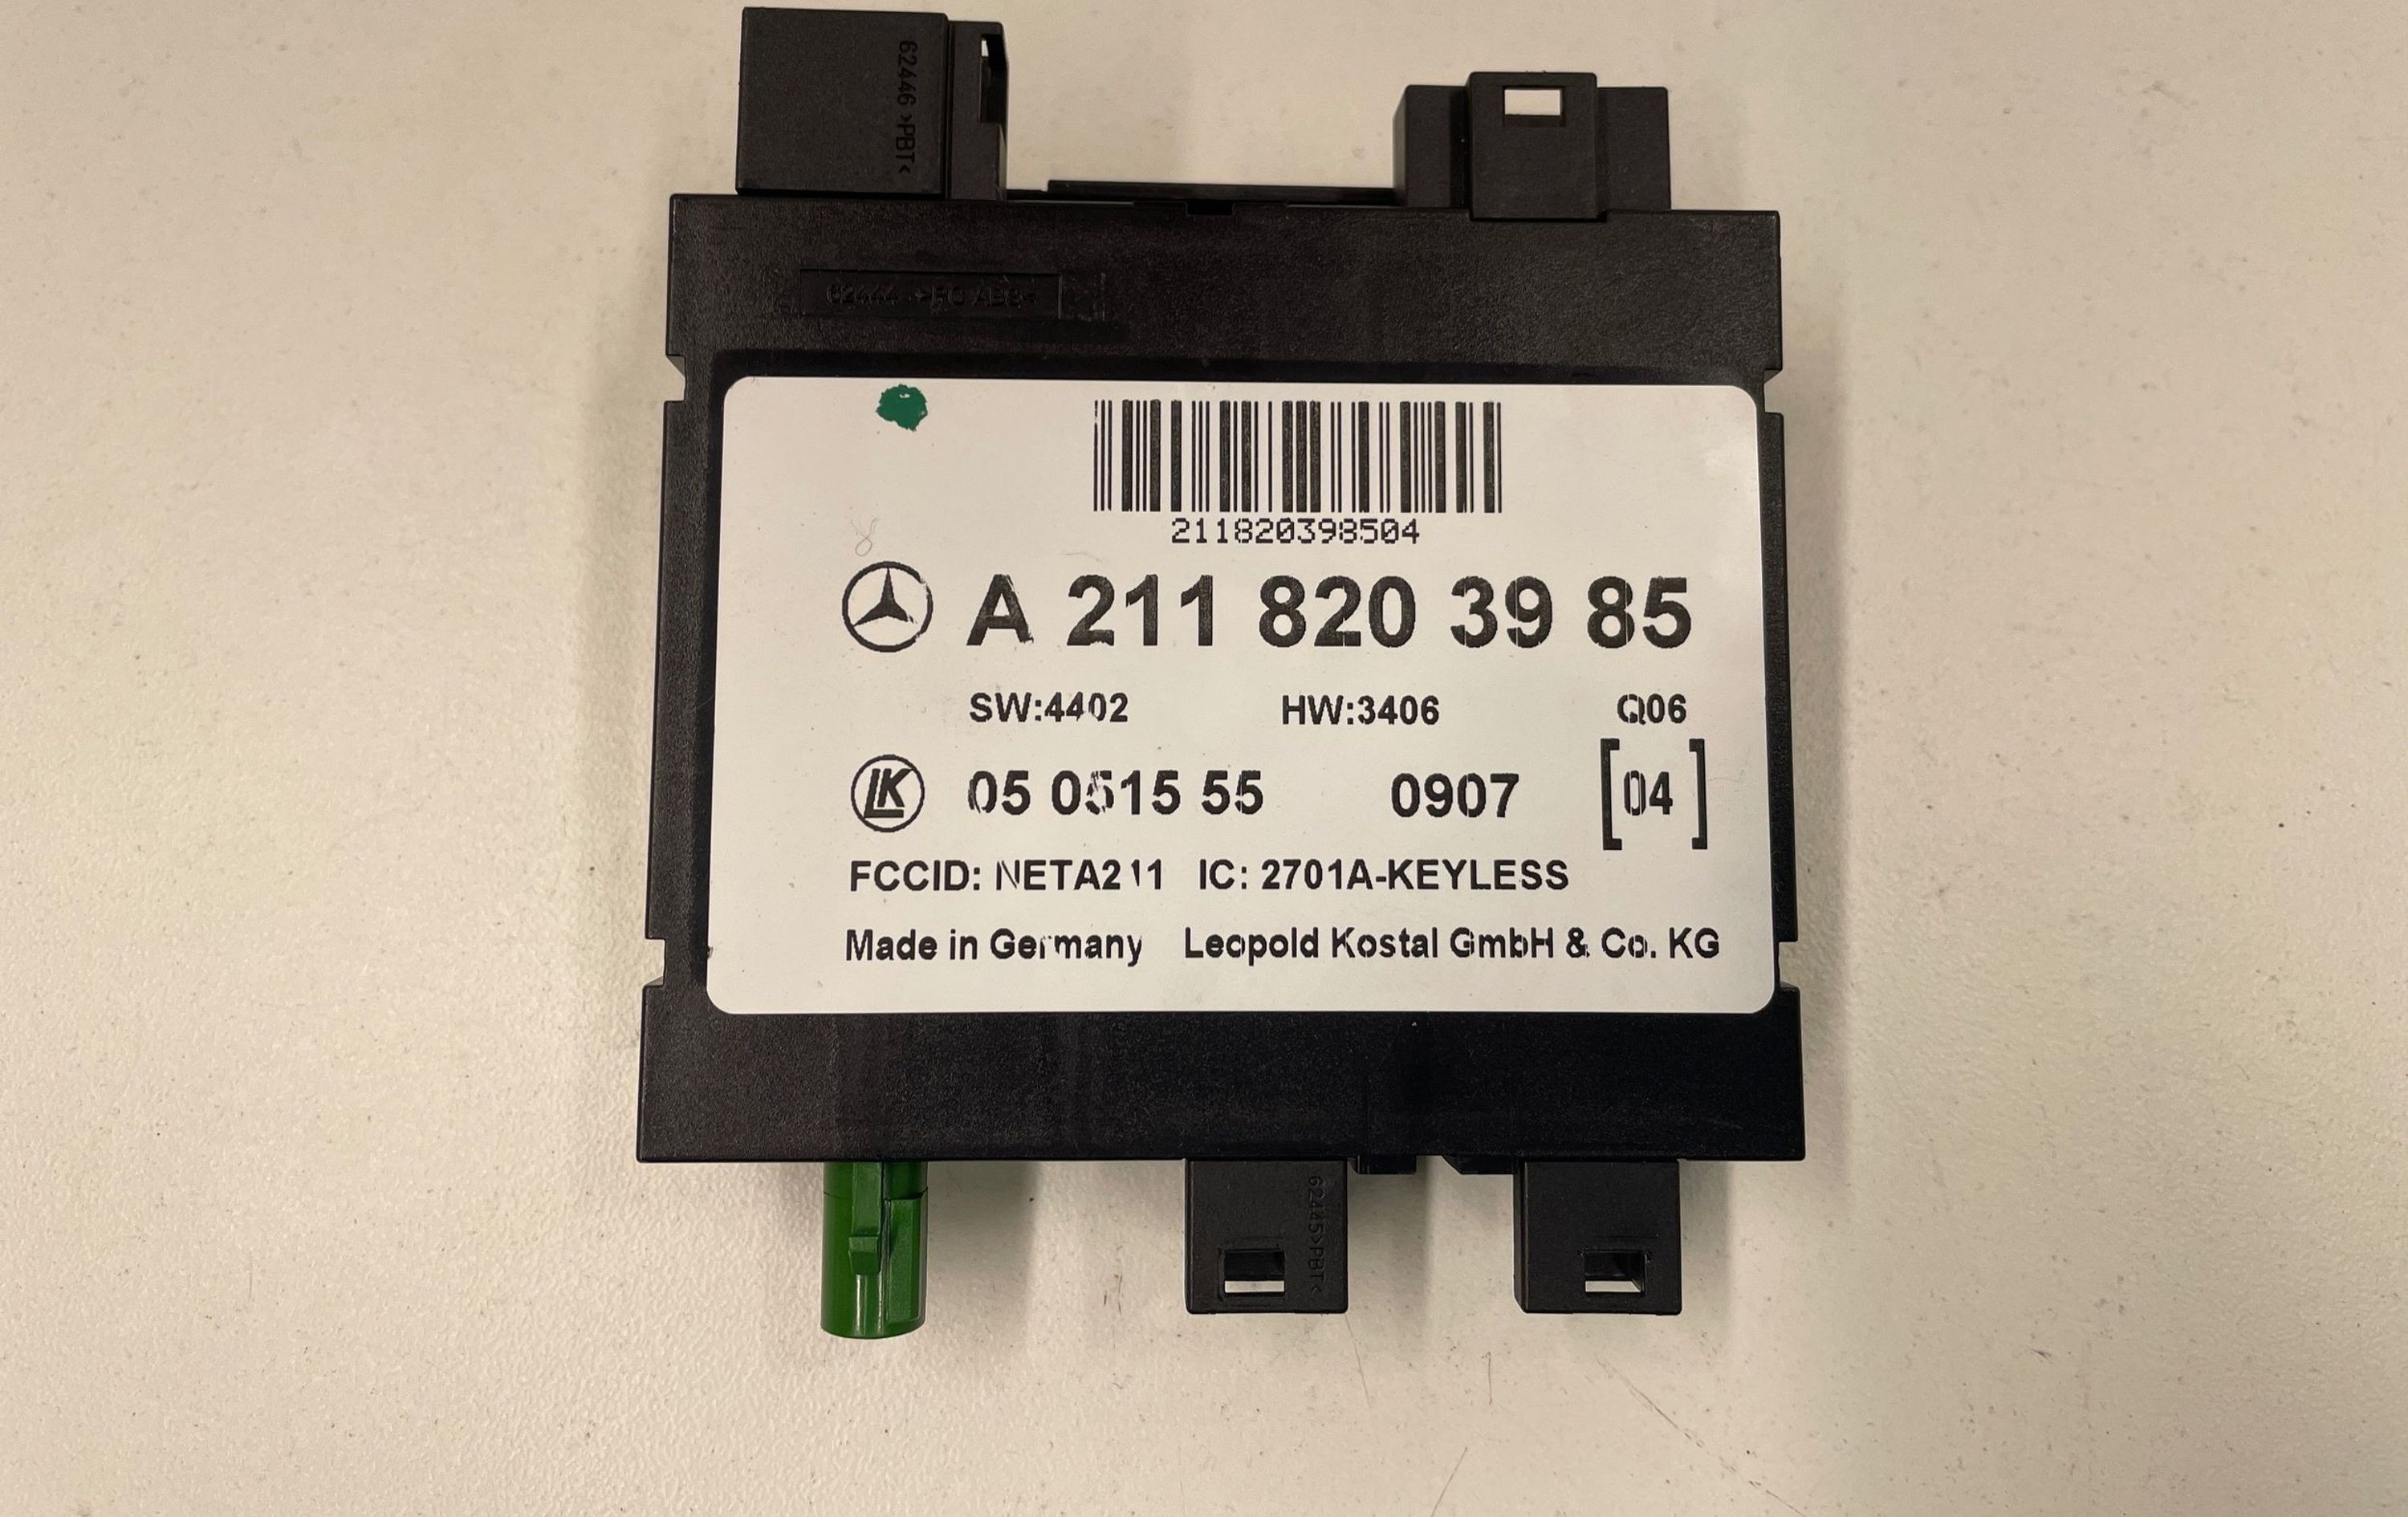 62446 >PBT<
211820398504
A 211 820 39 85
SW:4402 HW:3406 Q06
LK 05 0515 55 0907 [04]
FCCID: NETA211 IC: 2701A-KEYLESS
Made in Germany Leopold Kostal GmbH & Co. KG
62445>PBT<